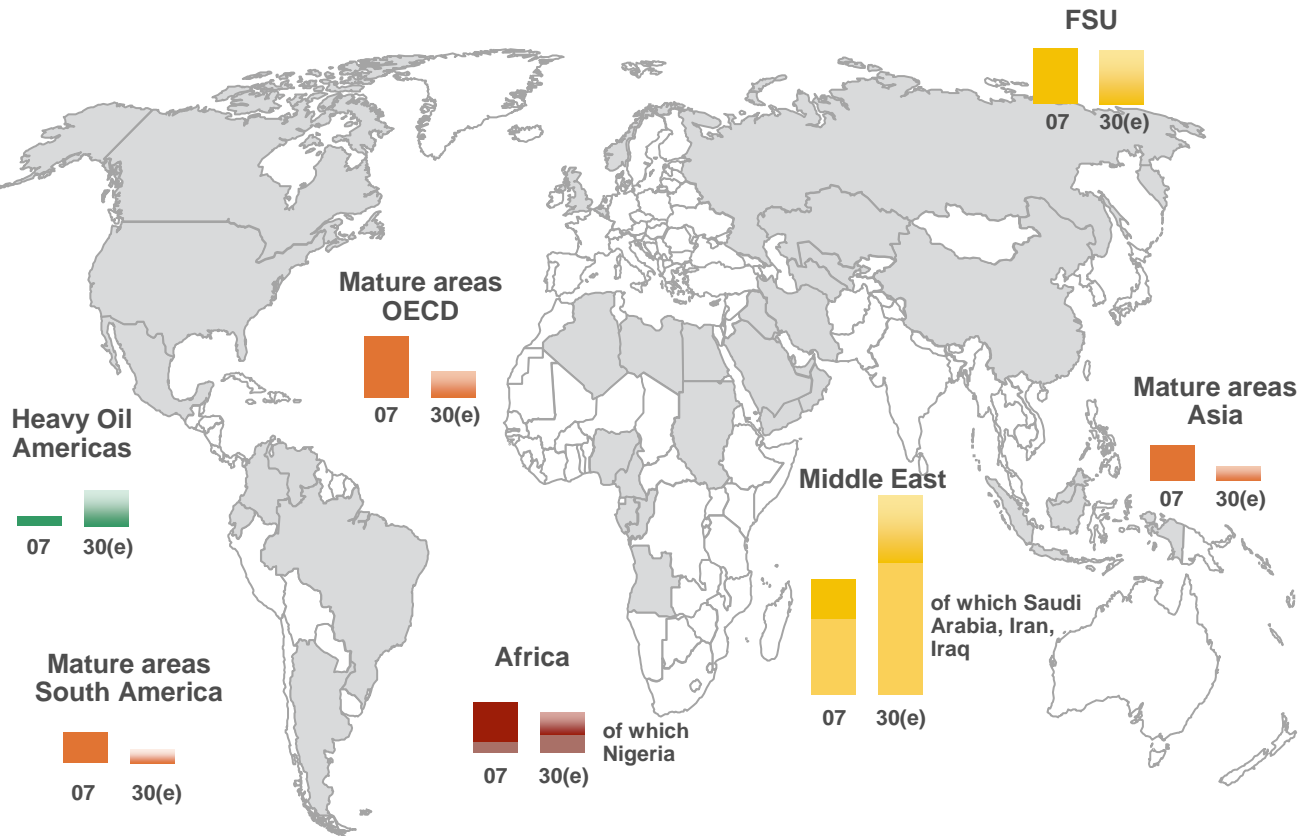 FSU
07
30(e)
Mature areas
OECD
07
30(e)
Mature areas
Asia
07
30(e)
Heavy Oil
Americas
07
30(e)
Middle East
of which Saudi
Arabia, Iran,
Iraq
07
30(e)
Africa
of which
Nigeria
07
30(e)
Mature areas
South America
07
30(e)